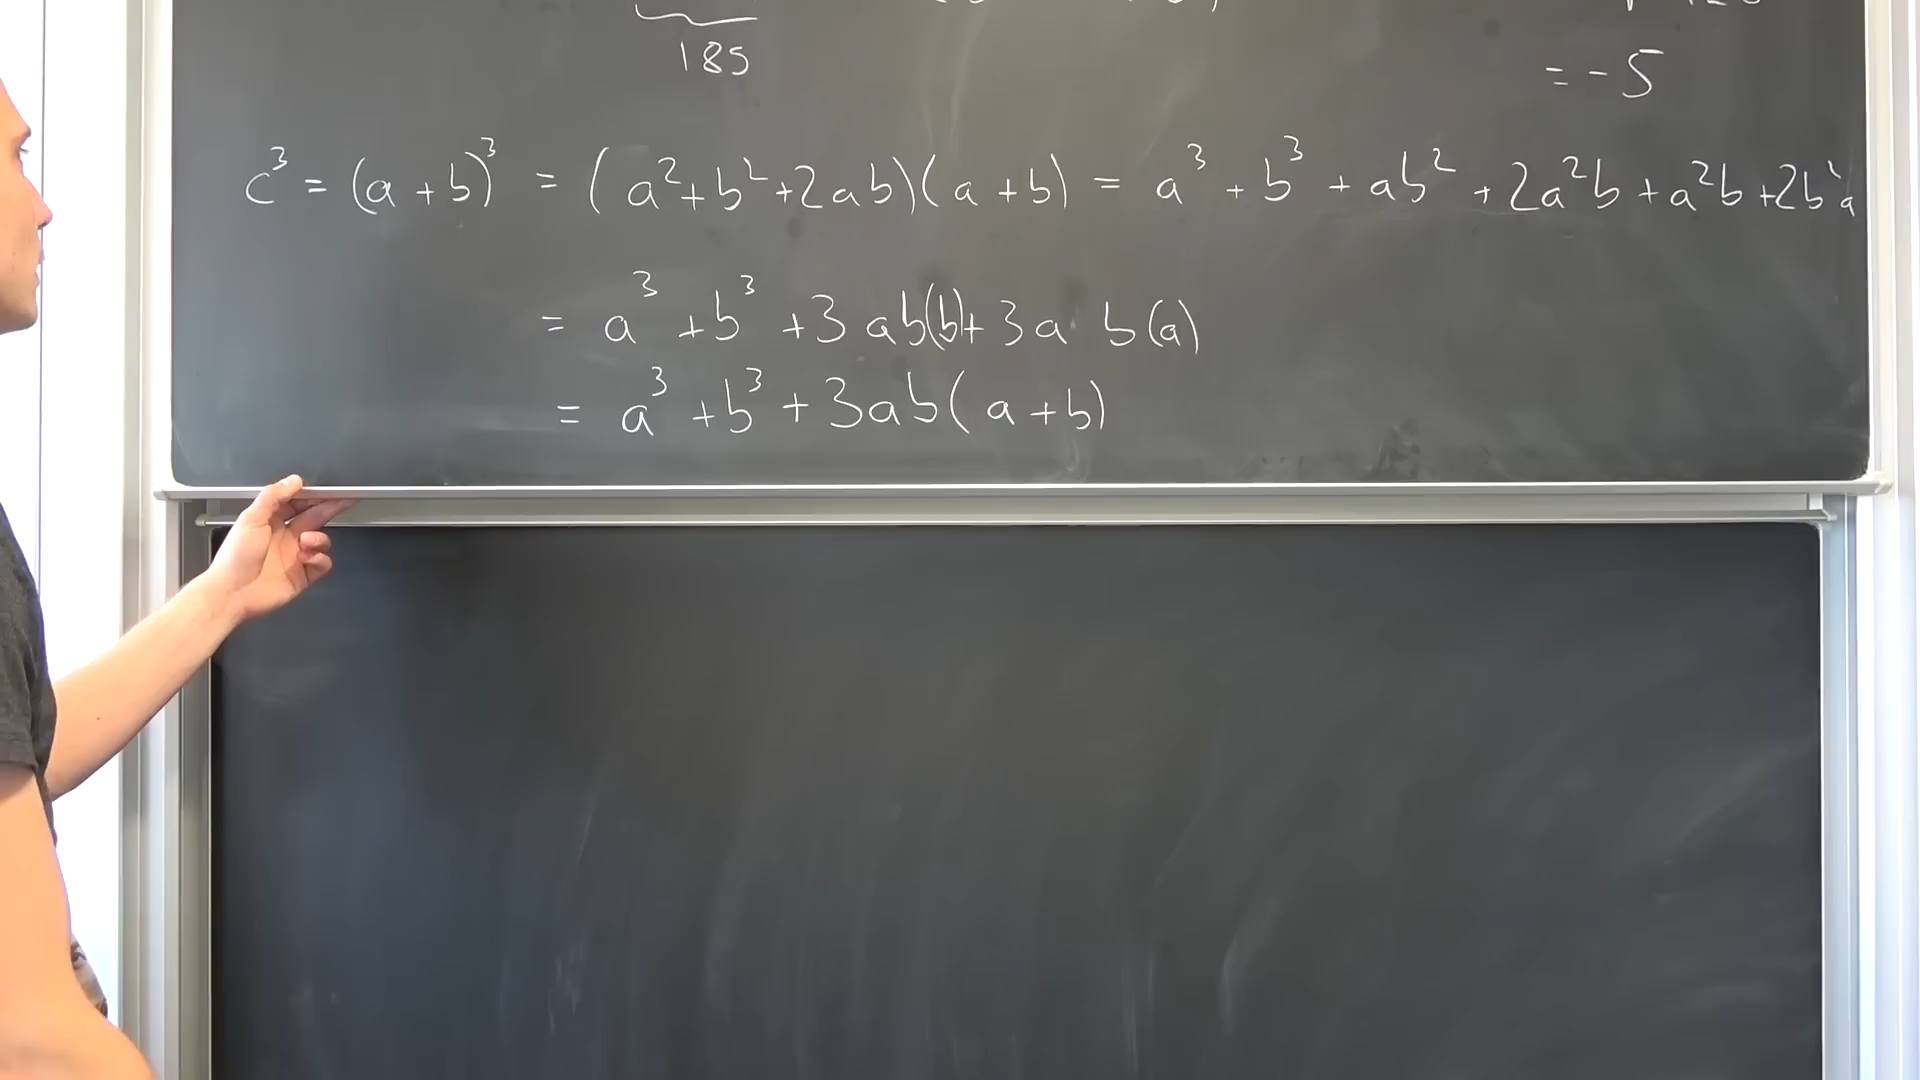 185
= -5
c³ = (a + b)³ = (a² + b² + 2ab)(a + b) = a³ + b³ + ab² + 2a²b + a²b + 2b²a
= a³ + b³ + 3ab(b) + 3a b(a)
= a³ + b³ + 3ab(a + b)